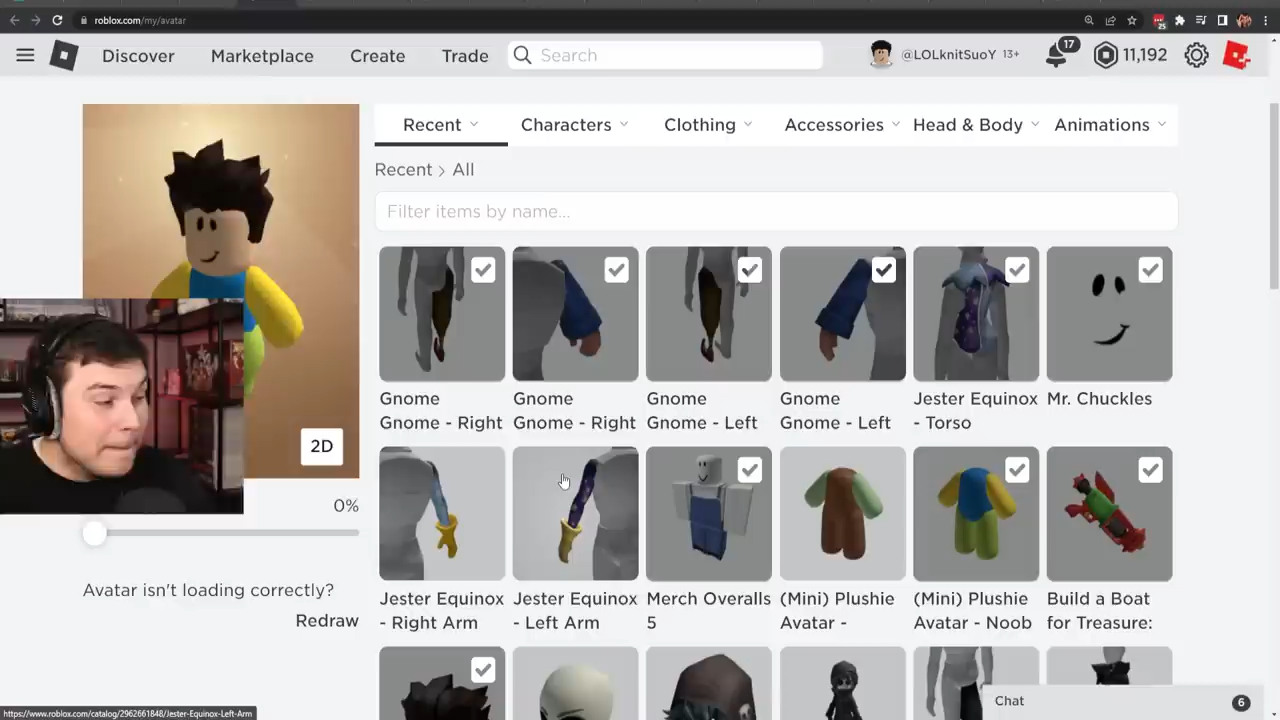 roblox.com/my/avatar
25
Discover
Marketplace
Create
Trade
Search
@LOLknitSuoY 13+
17
11,192
Recent
Characters
Clothing
Accessories
Head & Body
Animations
Recent > All
Filter items by name...
Gnome Gnome - Right
Gnome Gnome - Right
Gnome Gnome - Left
Gnome Gnome - Left
Jester Equinox - Torso
Mr. Chuckles
2D
0%
Avatar isn't loading correctly?
Redraw
Jester Equinox - Right Arm
Jester Equinox - Left Arm
Merch Overalls 5
(Mini) Plushie Avatar -
(Mini) Plushie Avatar - Noob
Build a Boat for Treasure:
Chat
6
https://www.roblox.com/catalog/2962661848/Jester-Equinox-Left-Arm